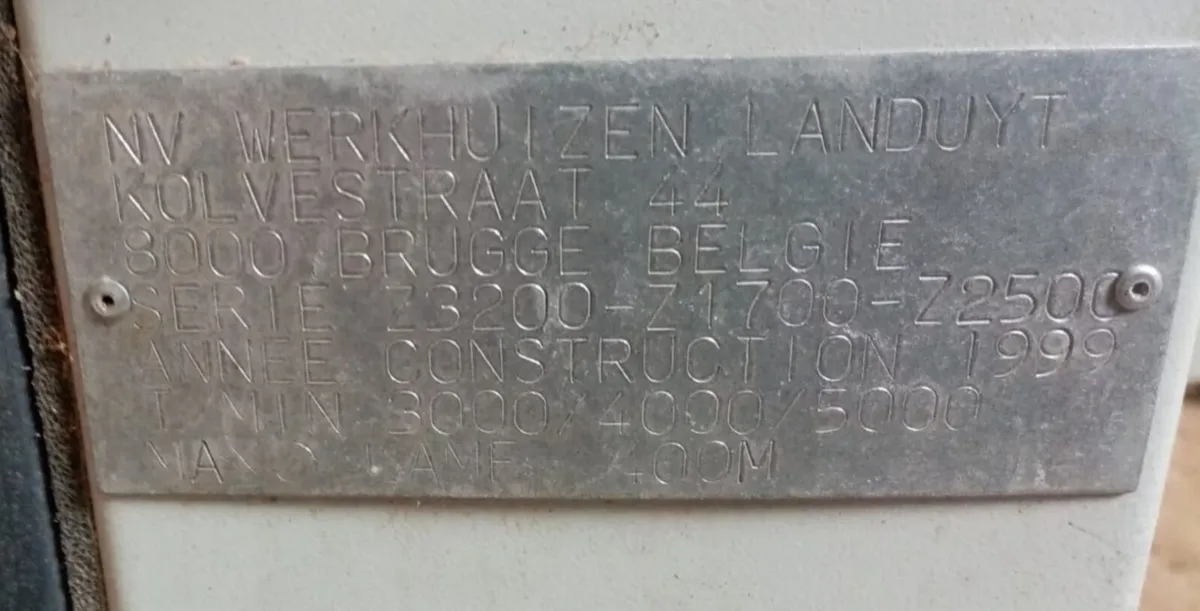 NV WERKHUIZEN LANDUYT
KOLVESTRAAT 44
8000 BRUGGE BELGIE
SERIE Z3200-Z1700-Z2500
ANNEE CONSTRUCTION 1999
T MIN 3000/4000/5000
400M